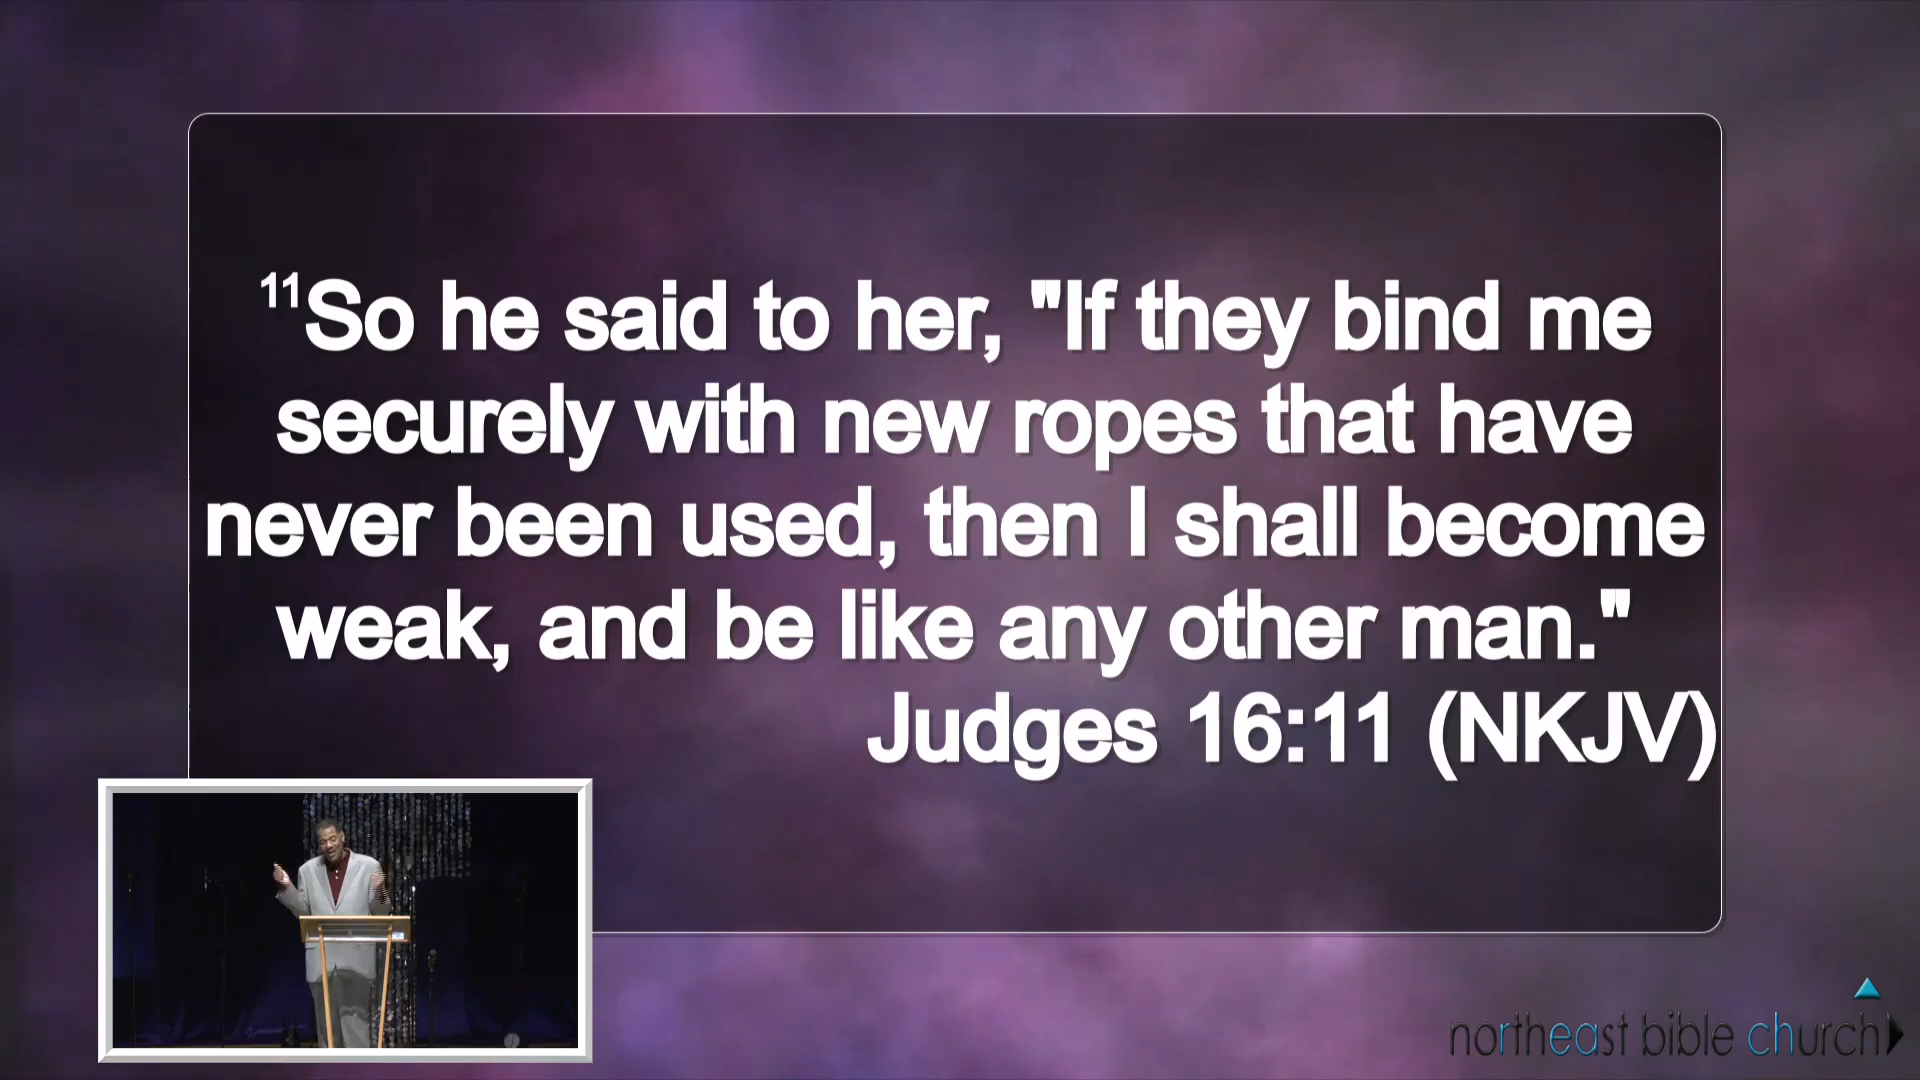 11So he said to her, "If they bind me
securely with new ropes that have
never been used, then I shall become
weak, and be like any other man."
Judges 16:11 (NKJV)
northeast bible church